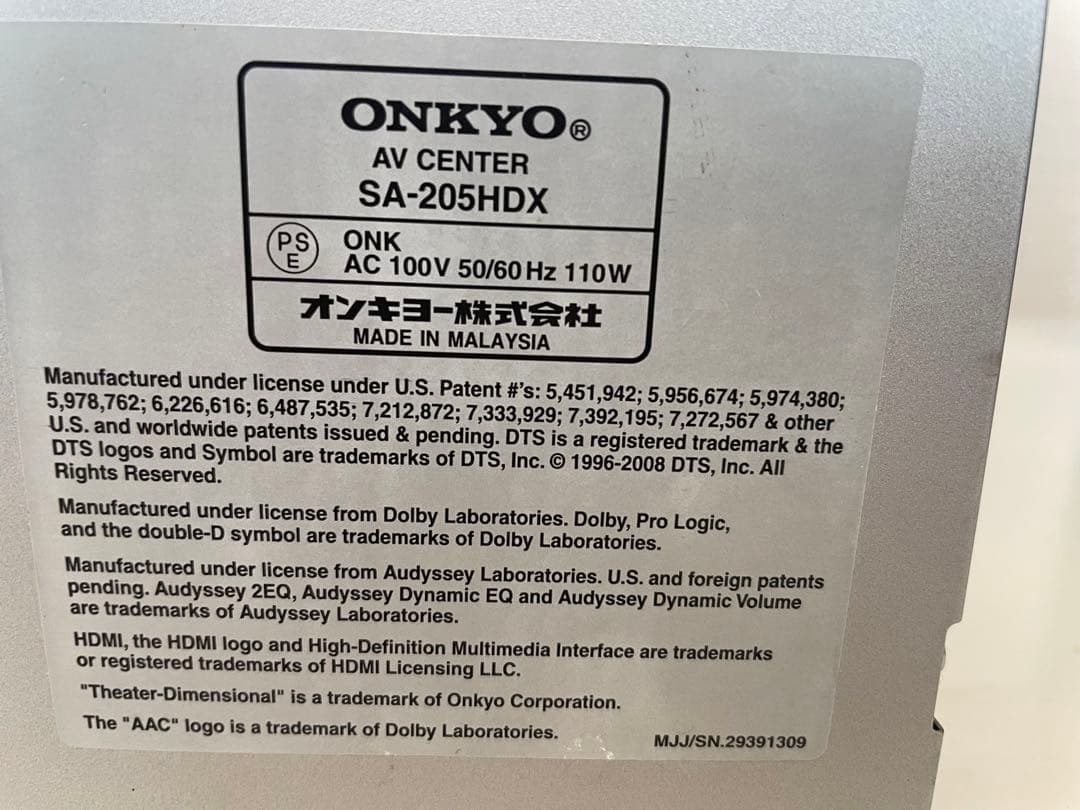 ONKYO®
AV CENTER
SA-205HDX
PS
E
ONK
AC 100V 50/60Hz 110W
オンキヨー株式会社
MADE IN MALAYSIA
Manufactured under license under U.S. Patent #'s: 5,451,942; 5,956,674; 5,974,380;
5,978,762; 6,226,616; 6,487,535; 7,212,872; 7,333,929; 7,392,195; 7,272,567 & other
U.S. and worldwide patents issued & pending. DTS is a registered trademark & the
DTS logos and Symbol are trademarks of DTS, Inc. © 1996-2008 DTS, Inc. All
Rights Reserved.
Manufactured under license from Dolby Laboratories. Dolby, Pro Logic,
and the double-D symbol are trademarks of Dolby Laboratories.
Manufactured under license from Audyssey Laboratories. U.S. and foreign patents
pending. Audyssey 2EQ, Audyssey Dynamic EQ and Audyssey Dynamic Volume
are trademarks of Audyssey Laboratories.
HDMI, the HDMI logo and High-Definition Multimedia Interface are trademarks
or registered trademarks of HDMI Licensing LLC.
"Theater-Dimensional" is a trademark of Onkyo Corporation.
The "AAC" logo is a trademark of Dolby Laboratories.
MJJ/SN.29391309